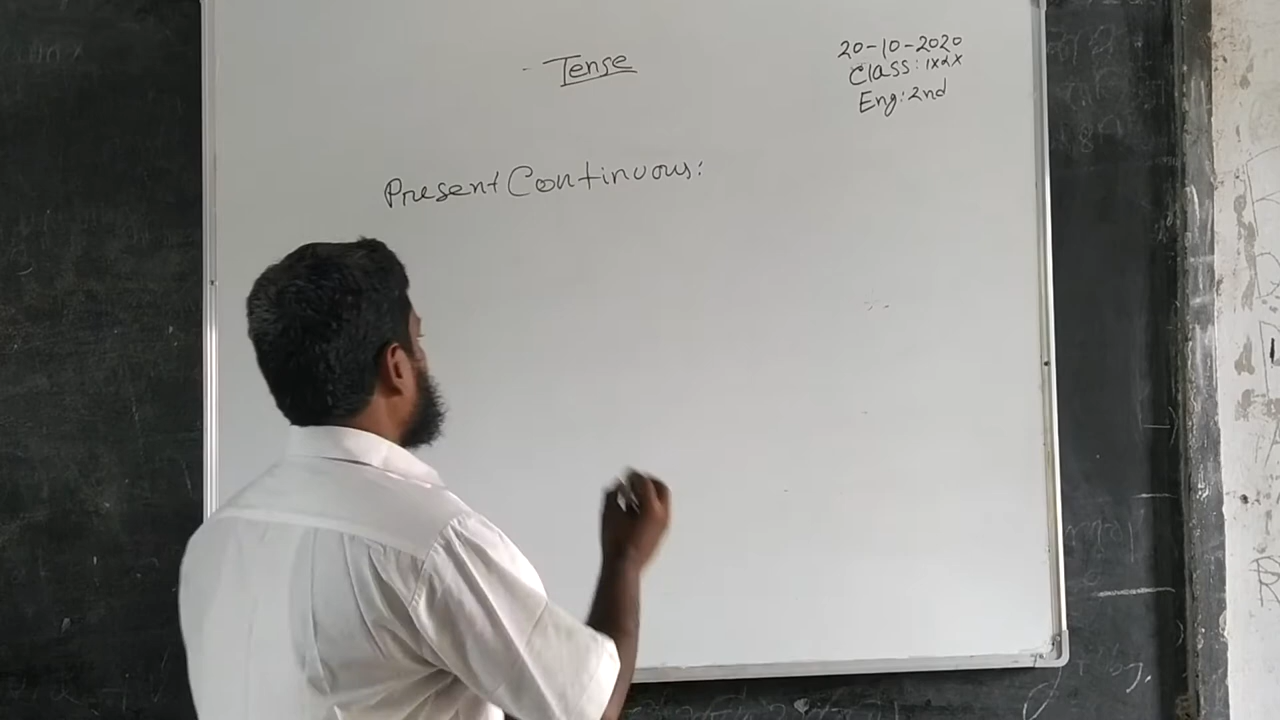 Tense
20-10-2020
Class: IX&X
Eng: 2nd
Present Continuous: